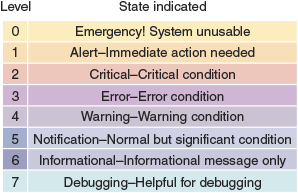 Level State indicated
0 Emergency! System unusable
1 Alert–Immediate action needed
2 Critical–Critical condition
3 Error–Error condition
4 Warning–Warning condition
5 Notification–Normal but significant condition
6 Informational–Informational message only
7 Debugging–Helpful for debugging